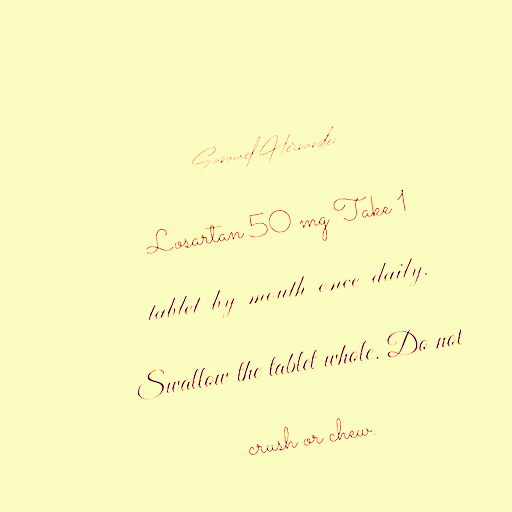 Samuel Hernandez
Losartan 50 mg Take 1
tablet by mouth once daily.
Swallow the tablet whole. Do not
crush or chew.